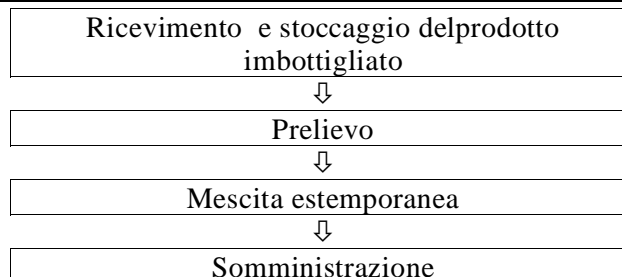 Ricevimento e stoccaggio delprodotto
imbottigliato
⇩
Prelievo
⇩
Mescita estemporanea
⇩
Somministrazione